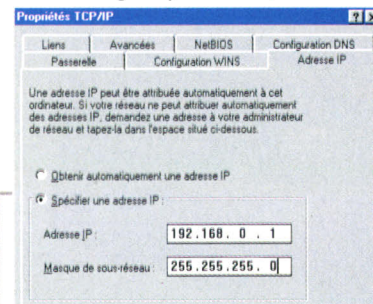 Propriétés TCP/IP
Liens Avancées NetBIOS Configuration DNS
Passerelle Configuration WINS Adresse IP
Une adresse IP peut être attribuée automatiquement à cet
ordinateur. Si votre réseau ne peut attribuer automatiquement
des adresses IP, demandez une adresse à votre administrateur
de réseau et tapez-la dans l'espace situé ci-dessous.
Obtenir automatiquement une adresse IP
Spécifier une adresse IP :
Adresse IP : 192.168. 0 . 1
Masque de sous-réseau : 255.255.255. 0